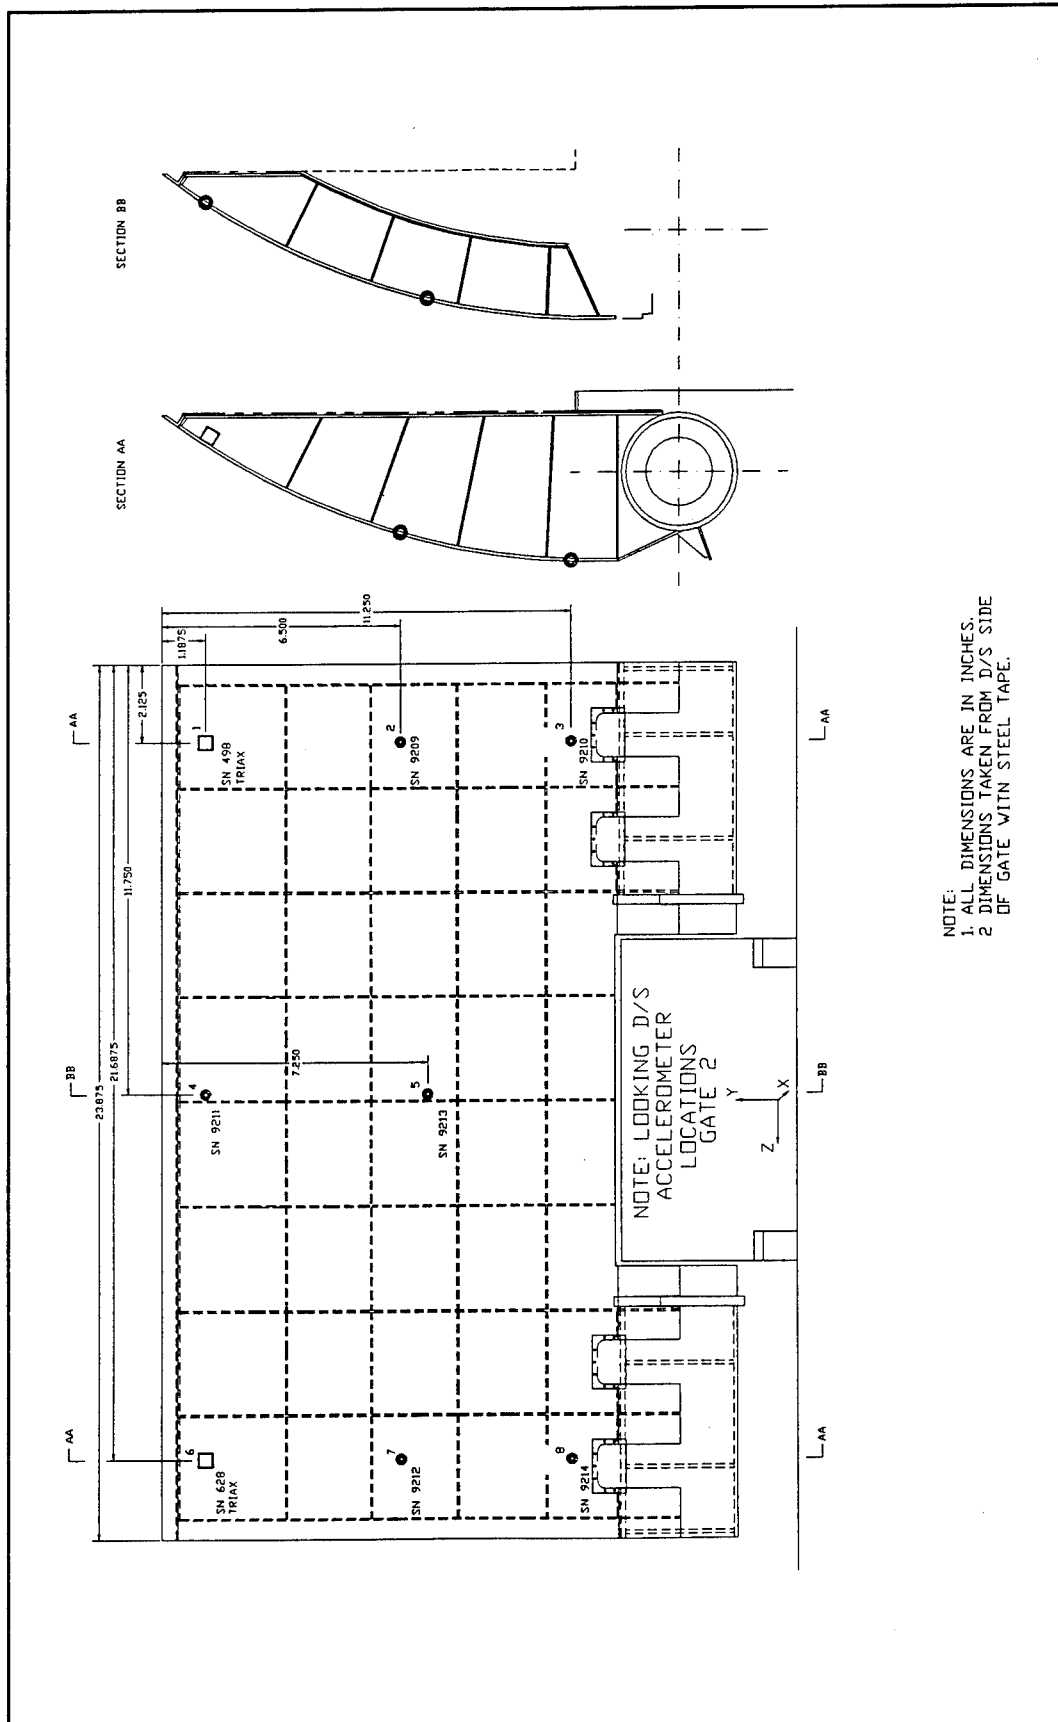 SECTION BB
SECTION AA
23.875
21.6875
11.750
2.125
1.1875
6.500
11.250
7.250
AA
BB
AA
6
SN 628
TRIAX
4
SN 9211
1
SN 498
TRIAX
7
SN 9212
5
SN 9213
2
SN 9209
8
SN 9214
3
SN 9210
NOTE: LOOKING D/S
ACCELEROMETER
LOCATIONS
GATE 2
Y
X
Z
AA
BB
AA
NOTE:
1. ALL DIMENSIONS ARE IN INCHES.
2 DIMENSIONS TAKEN FROM D/S SIDE
OF GATE WITN STEEL TAPE.